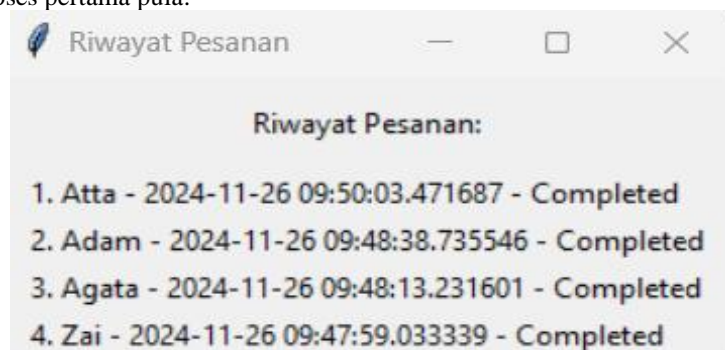 pertama pula.
Riwayat Pesanan
Riwayat Pesanan:
1. Atta - 2024-11-26 09:50:03.471687 - Completed
2. Adam - 2024-11-26 09:48:38.735546 - Completed
3. Agata - 2024-11-26 09:48:13.231601 - Completed
4. Zai - 2024-11-26 09:47:59.033339 - Completed